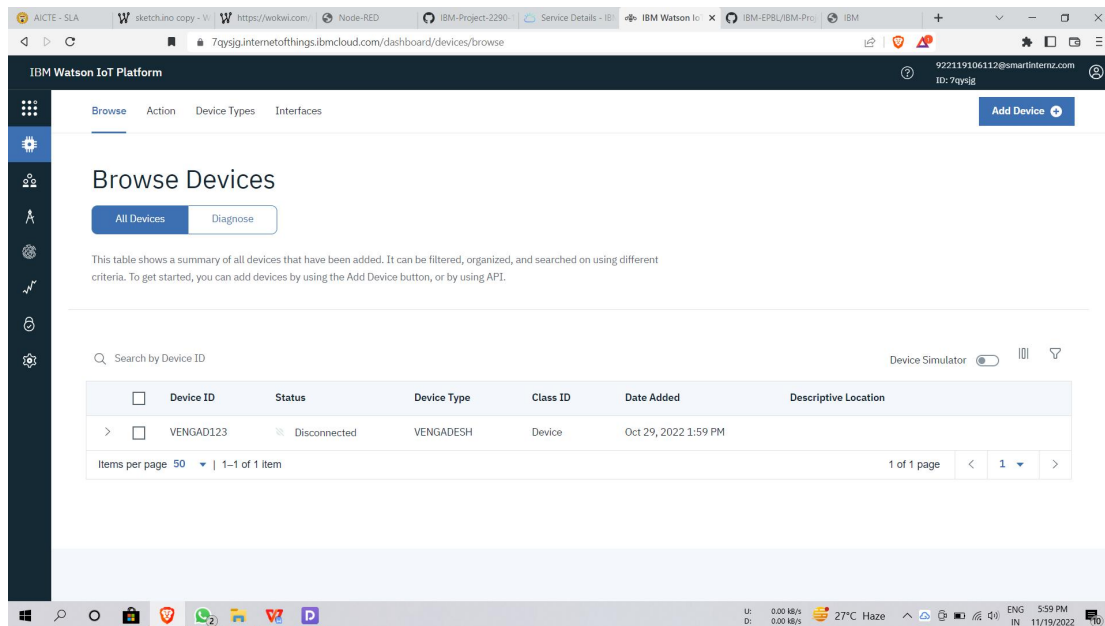 AICTE - SLA
sketch.ino copy - W
https://wokwi.com/
Node-RED
IBM-Project-2290-1
Service Details - IB
IBM Watson Io
IBM-EPBL/IBM-Proj
IBM
7qysjg.internetofthings.ibmcloud.com/dashboard/devices/browse
IBM Watson IoT Platform
922119106112@smartinternz.com
ID: 7qysjg
Browse Action Device Types Interfaces
Add Device
Browse Devices
All Devices Diagnose
This table shows a summary of all devices that have been added. It can be filtered, organized, and searched on using different
criteria. To get started, you can add devices by using the Add Device button, or by using API.
Search by Device ID
Device Simulator
Device ID Status Device Type Class ID Date Added Descriptive Location
VENGAD123 Disconnected VENGADESH Device Oct 29, 2022 1:59 PM
Items per page 50 | 1–1 of 1 item
1 of 1 page < 1 >
2
U: 0.00 kB/s
D: 0.00 kB/s
27°C Haze
ENG
IN
5:59 PM
11/19/2022